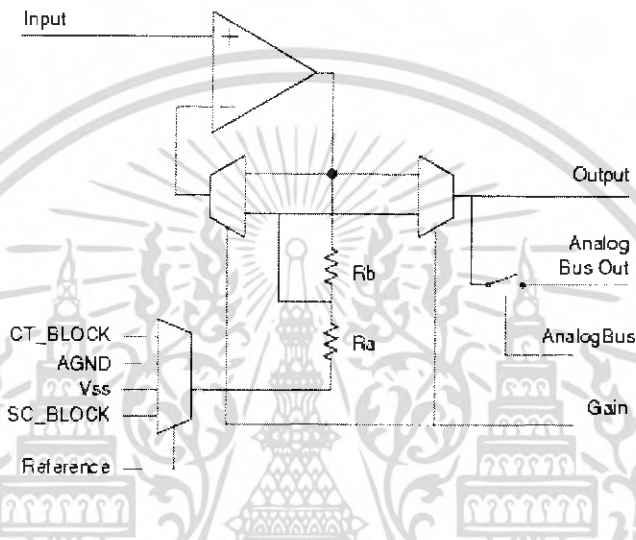 Input
+
−
Output
Analog
Bus Out
Rb
CT_BLOCK
Ra
AnalogBus
AGND
Vss
SC_BLOCK
Gain
Reference